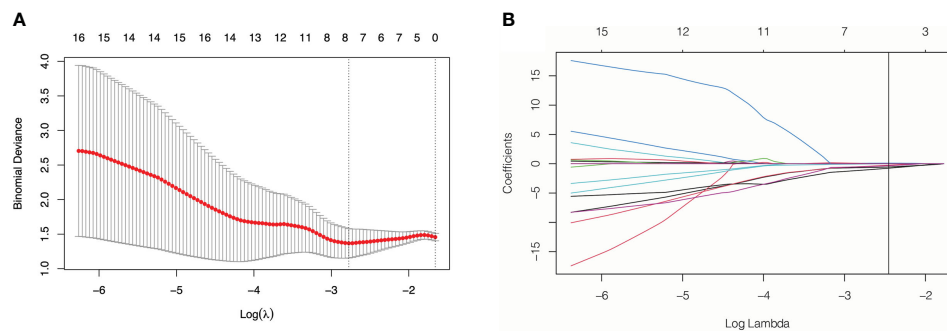 A
16 15 14 14 15 16 14 13 12 11 8 8 7 6 7 5 0
Binomial Deviance
4.0
3.5
3.0
2.5
2.0
1.5
1.0
−6 −5 −4 −3 −2
Log(λ)
B
15 12 11 7 3
Coefficients
15
10
5
0
−5
−10
−15
−6 −5 −4 −3 −2
Log Lambda